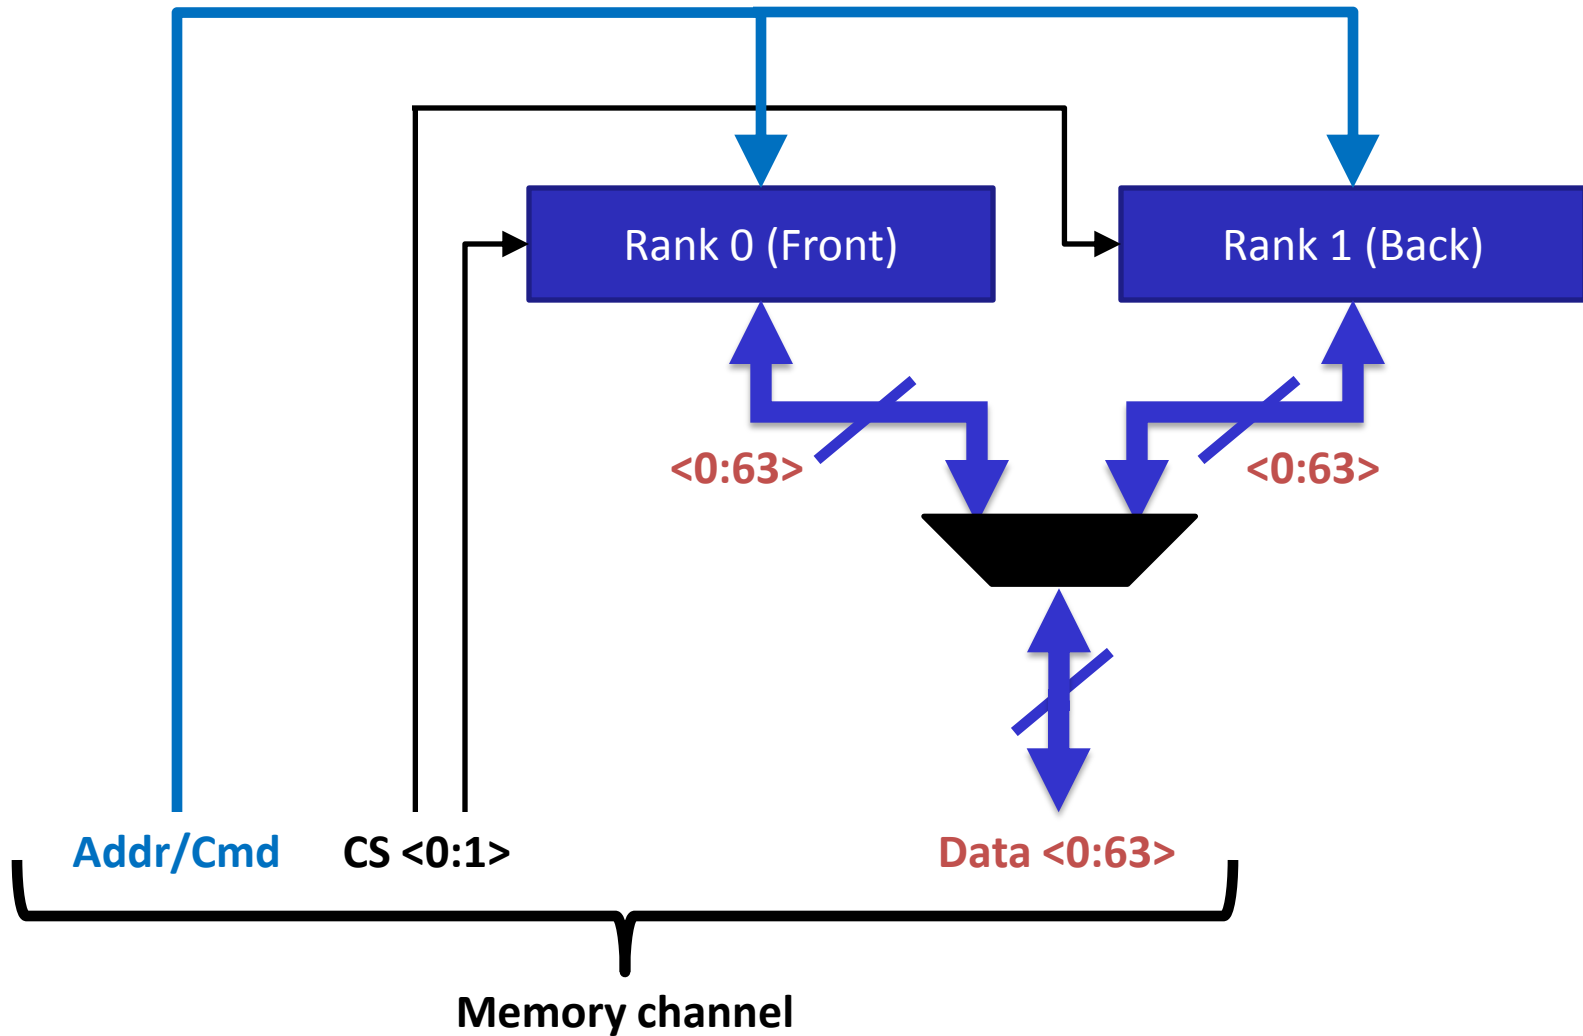 Rank 0 (Front)
Rank 1 (Back)
<0:63>
<0:63>
Addr/Cmd
CS <0:1>
Data <0:63>
Memory channel